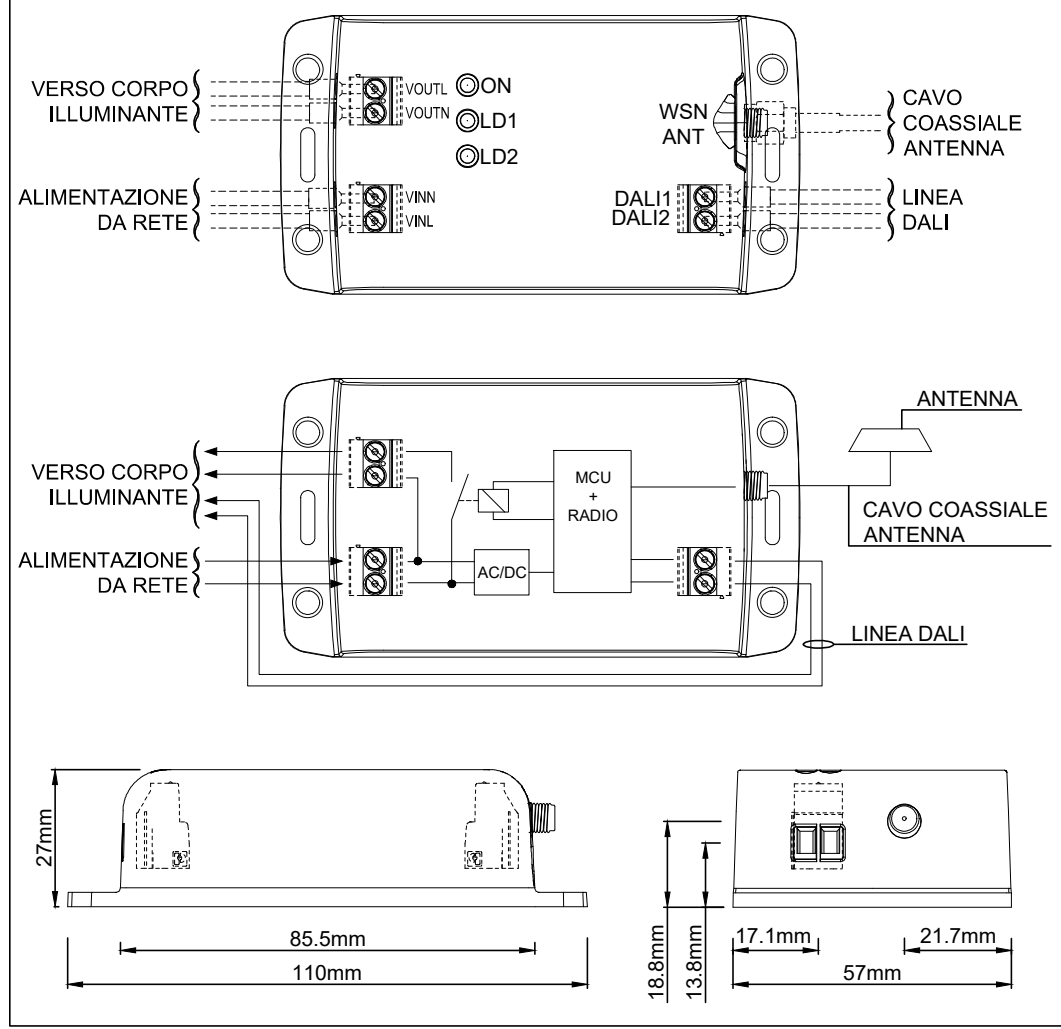 VERSO CORPO
ILLUMINANTE
VOUTL
VOUTN
ON
LD1
LD2
WSN
ANT
CAVO
COASSIALE
ANTENNA
ALIMENTAZIONE
DA RETE
VINN
VINL
DALI1
DALI2
LINEA
DALI
ANTENNA
VERSO CORPO
ILLUMINANTE
MCU
+
RADIO
CAVO COASSIALE
ANTENNA
ALIMENTAZIONE
DA RETE
AC/DC
LINEA DALI
27mm
85.5mm
110mm
18.8mm
13.8mm
17.1mm
21.7mm
57mm